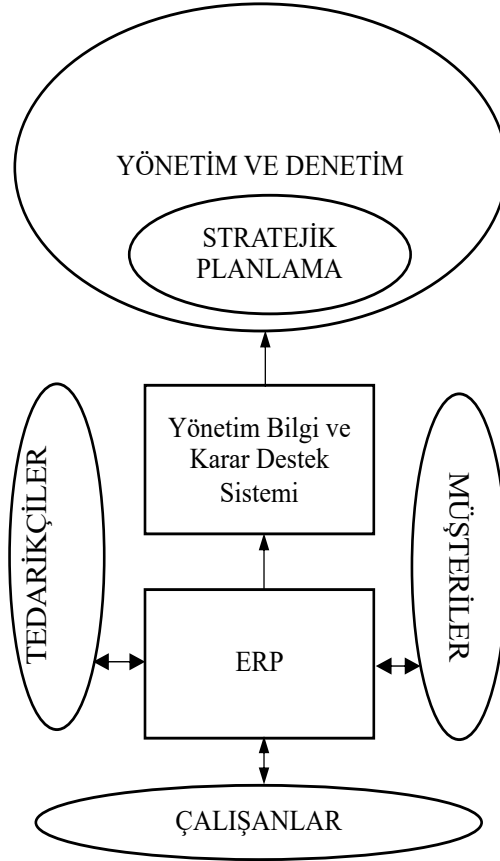 YÖNETİM VE DENETİM
STRATEJİK
PLANLAMA
Yönetim Bilgi ve
Karar Destek
Sistemi
TEDARİKÇİLER
MÜŞTERİLER
ERP
ÇALIŞANLAR